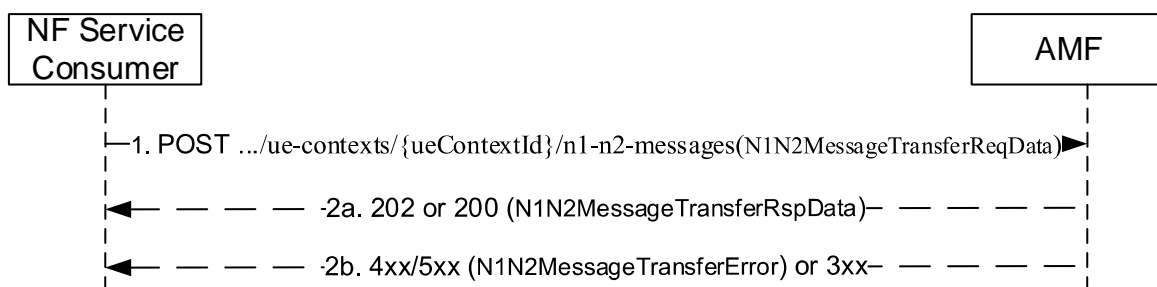 NF Service
Consumer
AMF
1. POST .../ue-contexts/{ueContextId}/n1-n2-messages(N1N2MessageTransferReqData)
2a. 202 or 200 (N1N2MessageTransferRspData)
2b. 4xx/5xx (N1N2MessageTransferError) or 3xx